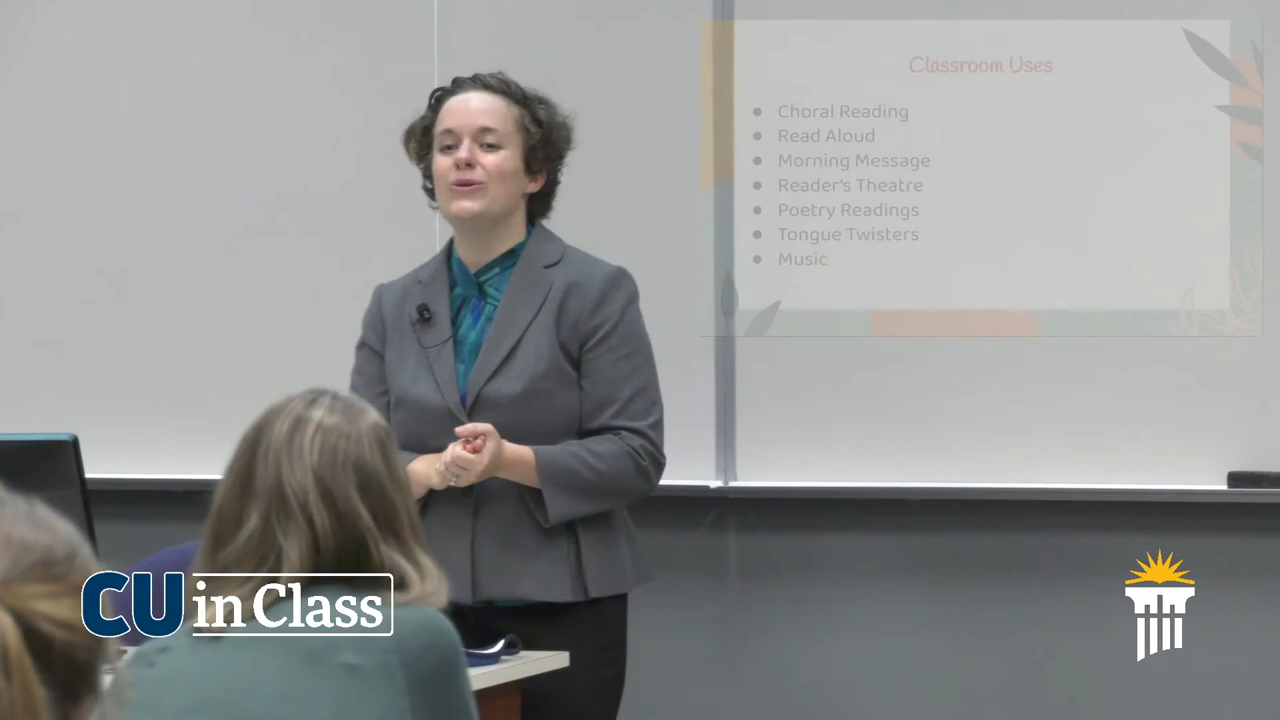 Classroom Uses
● Choral Reading
● Read Aloud
● Morning Message
● Reader's Theatre
● Poetry Readings
● Tongue Twisters
● Music
CU in Class